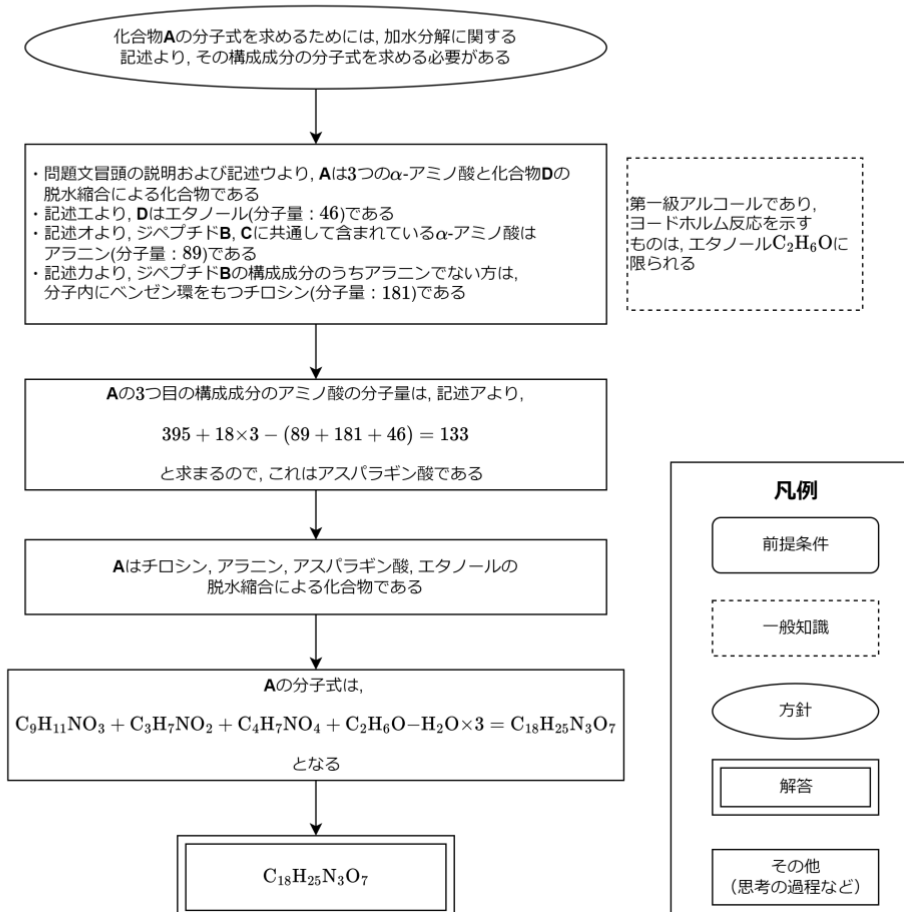 化合物Aの分子式を求めるためには, 加水分解に関する
記述より, その構成成分の分子式を求める必要がある
・問題文冒頭の説明および記述ウより, Aは3つのα-アミノ酸と化合物Dの
脱水縮合による化合物である
・記述エより, Dはエタノール(分子量：46)である
・記述オより, ジペプチドB, Cに共通して含まれているα-アミノ酸は
アラニン(分子量：89)である
・記述カより, ジペプチドBの構成成分のうちアラニンでない方は,
分子内にベンゼン環をもつチロシン(分子量：181)である
第一級アルコールであり,
ヨードホルム反応を示す
ものは, エタノールC₂H₆Oに
限られる
Aの3つ目の構成成分のアミノ酸の分子量は, 記述アより,
395 + 18×3 − (89 + 181 + 46) = 133
と求まるので, これはアスパラギン酸である
Aはチロシン, アラニン, アスパラギン酸, エタノールの
脱水縮合による化合物である
Aの分子式は,
C₉H₁₁NO₃ + C₃H₇NO₂ + C₄H₇NO₄ + C₂H₆O−H₂O×3 = C₁₈H₂₅N₃O₇
となる
C₁₈H₂₅N₃O₇
凡例
前提条件
一般知識
方針
解答
その他
（思考の過程など）